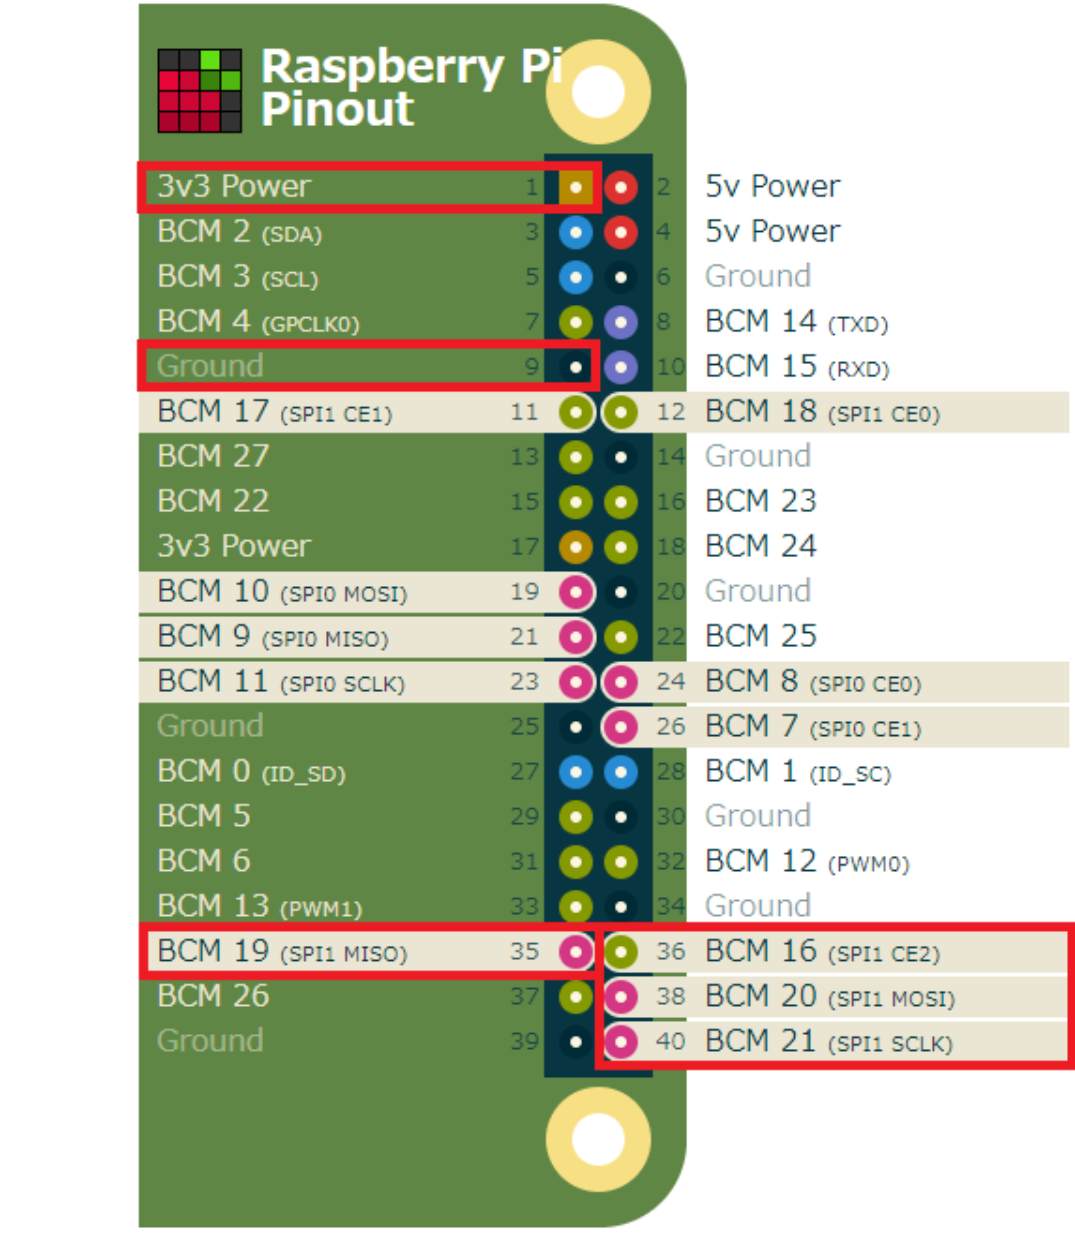 Raspberry Pi
Pinout
3v3 Power 1 2 5v Power
BCM 2 (SDA) 3 4 5v Power
BCM 3 (SCL) 5 6 Ground
BCM 4 (GPCLK0) 7 8 BCM 14 (TXD)
Ground 9 10 BCM 15 (RXD)
BCM 17 (SPI1 CE1) 11 12 BCM 18 (SPI1 CE0)
BCM 27 13 14 Ground
BCM 22 15 16 BCM 23
3v3 Power 17 18 BCM 24
BCM 10 (SPI0 MOSI) 19 20 Ground
BCM 9 (SPI0 MISO) 21 22 BCM 25
BCM 11 (SPI0 SCLK) 23 24 BCM 8 (SPI0 CE0)
Ground 25 26 BCM 7 (SPI0 CE1)
BCM 0 (ID_SD) 27 28 BCM 1 (ID_SC)
BCM 5 29 30 Ground
BCM 6 31 32 BCM 12 (PWM0)
BCM 13 (PWM1) 33 34 Ground
BCM 19 (SPI1 MISO) 35 36 BCM 16 (SPI1 CE2)
BCM 26 37 38 BCM 20 (SPI1 MOSI)
Ground 39 40 BCM 21 (SPI1 SCLK)